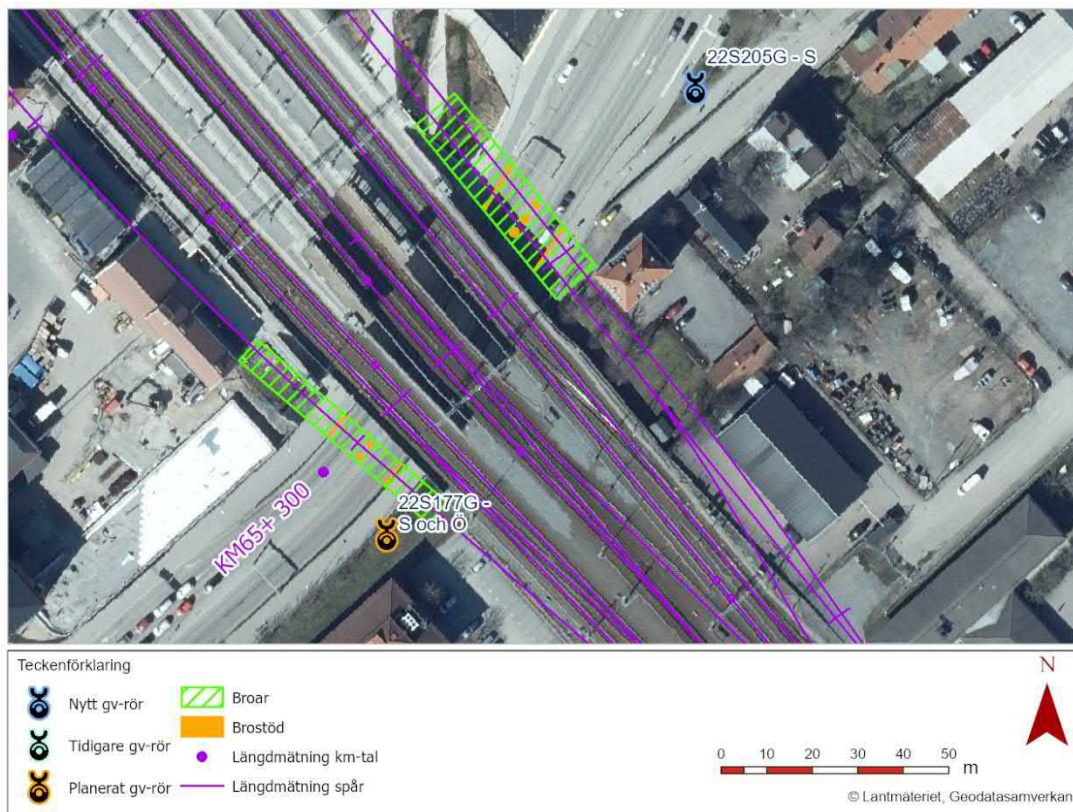 22S205G - S
22S177G -
S och Ö
KM65+ 300
Teckenförklaring
Nytt gv-rör
Tidigare gv-rör
Planerat gv-rör
Broar
Brostöd
Längdmätning km-tal
Längdmätning spår
N
0 10 20 30 40 50
m
© Lantmäteriet, Geodatasamverkan